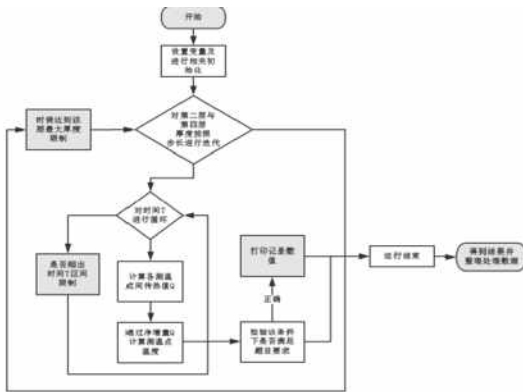 开始
设置变量及
进行相关初
始化
对第二层与
第四层
厚度按照
步长进行迭代
时候达到该
层最大厚度
限制
对时间T
进行循环
是否超出
时间T区间
限制
计算各测温
点间传热值Q
通过净增量Q
计算测温点
温度
打印记录数
值
正确
检验该条件
下是否满足
题目要求
运行结束
得到结果并
整理处理数据